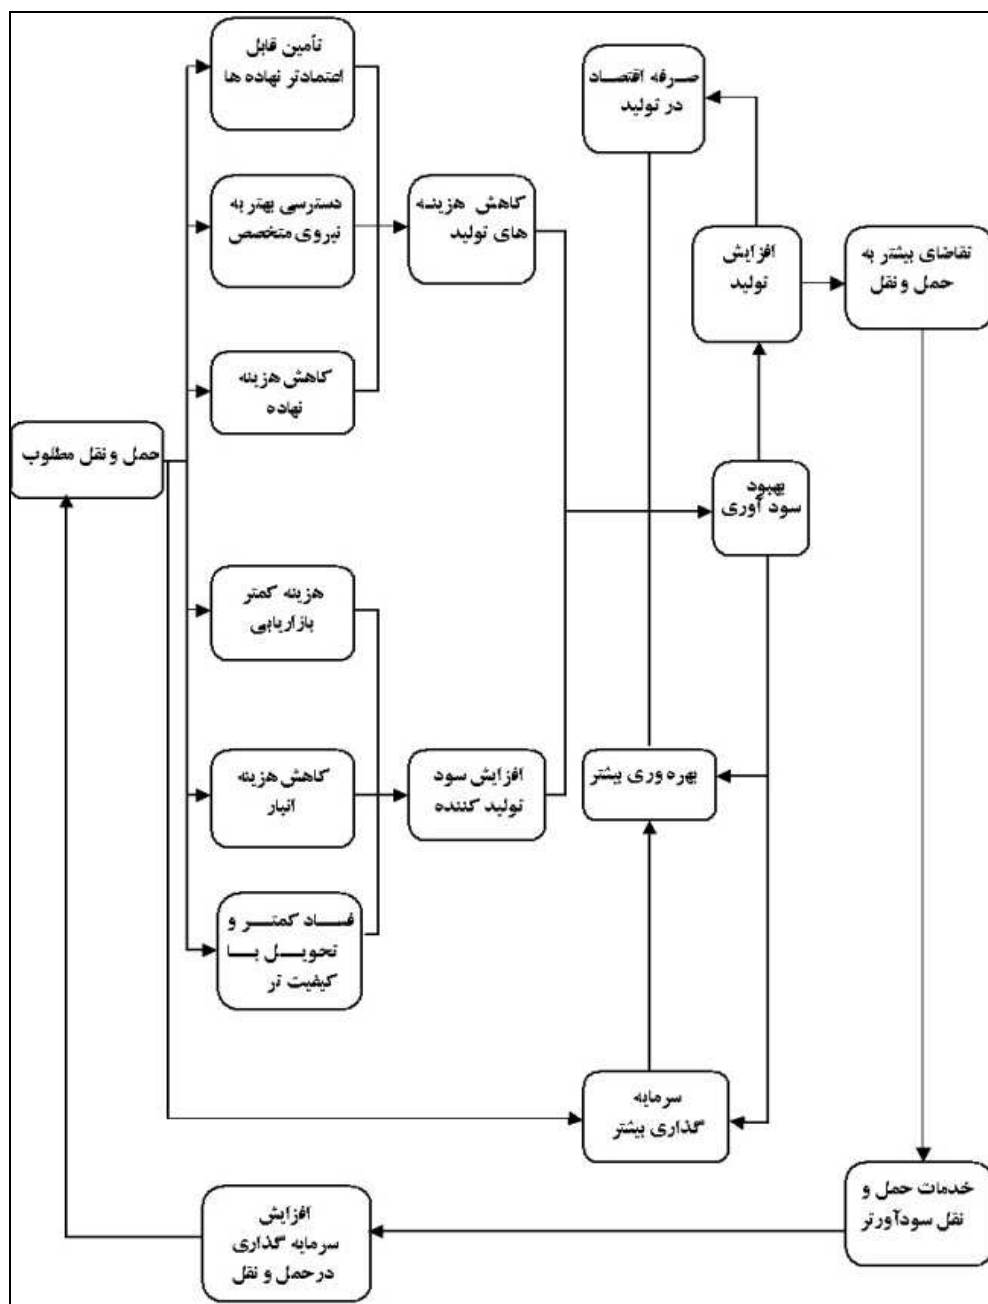 تأمین قابل
اعتمادتر نهاده ها
صرفه اقتصاد
در تولید
دسترسی بهتر به
نیروی متخصص
کاهش هزینه
های تولید
افزایش
تولید
تقاضای بیشتر به
حمل و نقل
کاهش هزینه
نهاده
حمل و نقل مطلوب
بهبود
سود آوری
هزینه کمتر
بازاریابی
کاهش هزینه
انبار
افزایش سود
تولید کننده
بهره وری بیشتر
فساد کمتر و
تحویل با
کیفیت تر
سرمایه
گذاری بیشتر
خدمات حمل و
نقل سودآورتر
افزایش
سرمایه گذاری
درحمل و نقل